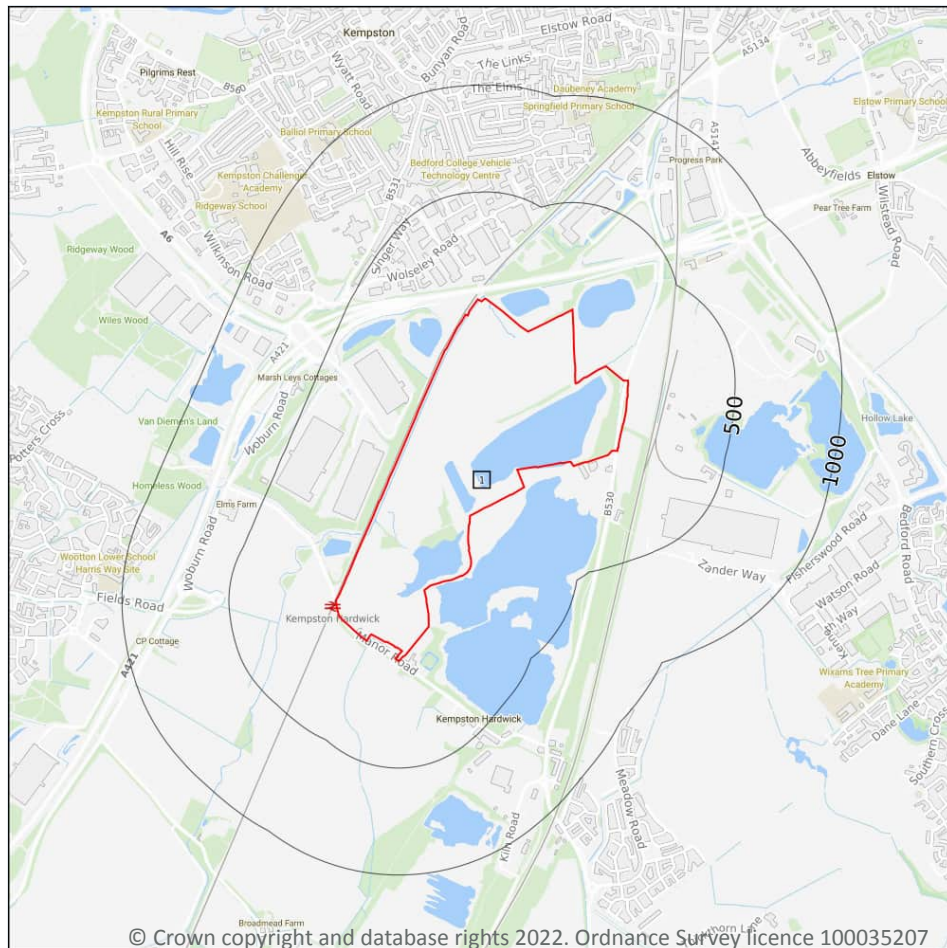 Kempston
Elstow Road
A5134
Bunyan Road
The Links
Pilgrims Rest
Wyatt Road
Daubeney Academy
The Elms
Springfield Primary School
Elstow Primary School
Kempston Rural Primary
School
Balliol Primary School
A5141
Hill Rise
Bedford College Vehicle
Technology Centre
Progress Park
Abbeyfields
Elstow
Kempston Challenger
Academy
B531
Ridgeway School
Pear Tree Farm
Wilstead Road
A6
Singer Way
Wolseley Road
Ridgeway Wood
Wilkinson Road
Wiles Wood
A421
Marsh Leys Cottages
Potters Cross
Woburn Road
500
Hollow Lake
Van Diemen's Land
1000
Homeless Wood
1
Elms Farm
B530
Bedford Road
Woburn Road
Fisherswood Road
Wootton Lower School
Harris Way Site
Zander Way
Watson Road
Fields Road
Kempston Hardwick
Kenneth Way
CP Cottage
Manor Road
A421
Wixams Tree Primary
Academy
Dane Lane
Kempston Hardwick
Southern Cross
Meadow Road
Kiln Road
Broadmead Farm
© Crown copyright and database rights 2022. Ordnance Survey licence 100035207